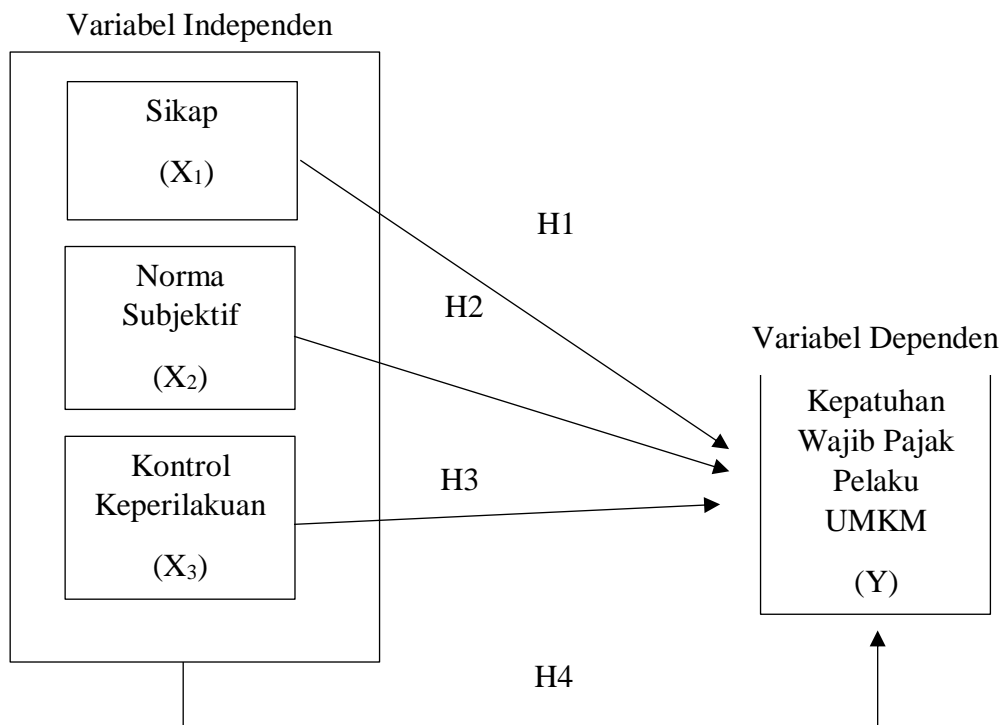 Variabel Independen
Sikap
(X₁)
Norma
Subjektif
(X₂)
Kontrol
Keperilakuan
(X₃)
H1
H2
H3
H4
Variabel Dependen
Kepatuhan
Wajib Pajak
Pelaku
UMKM
(Y)